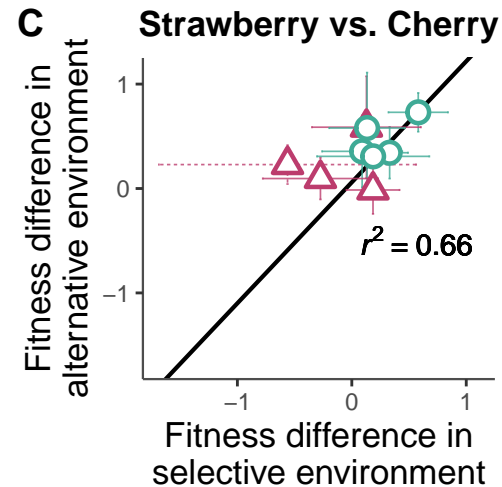 C Strawberry vs. Cherry
Fitness difference in
alternative environment
1
0
−1
r² = 0.66
−1 0 1
Fitness difference in
selective environment